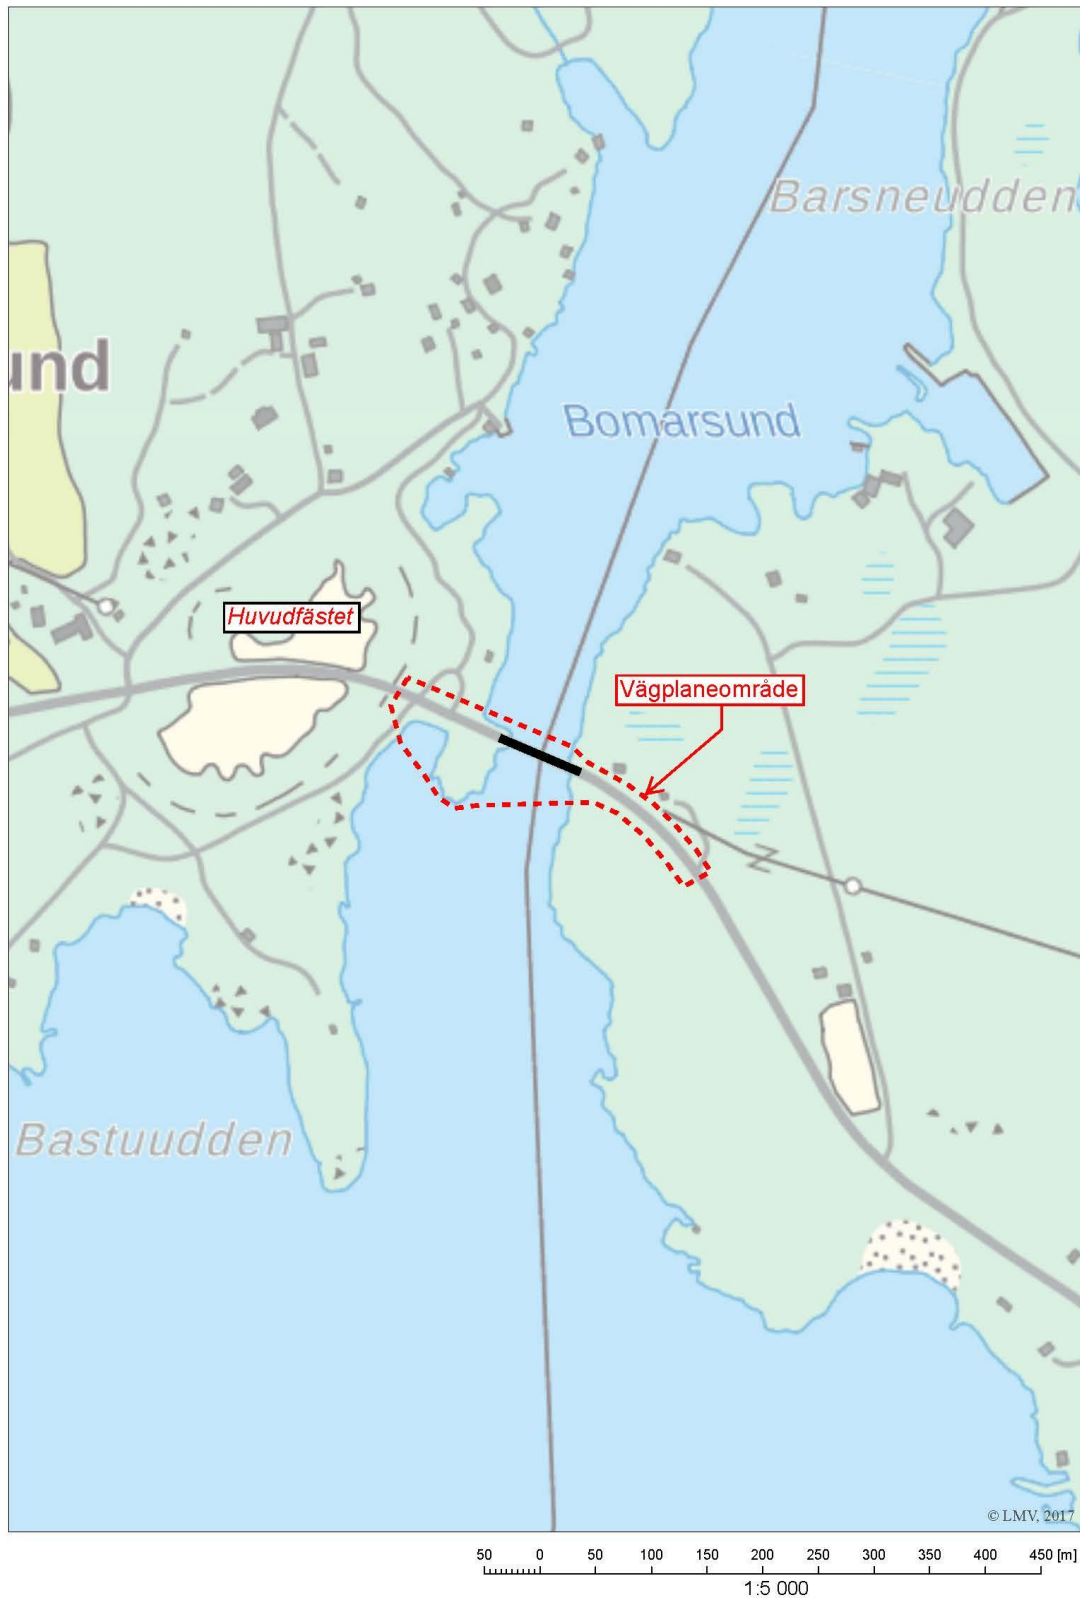 Barsneudden
und
Bomarsund
Huvudfästet
Vägplaneområde
Bastuudden
© LMV, 2017
50 0 50 100 150 200 250 300 350 400 450 [m]
1:5 000